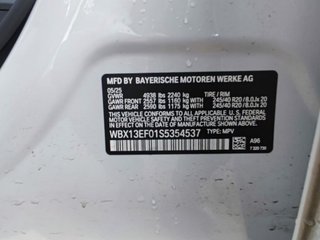 MFD. BY BAYERISCHE MOTOREN WERKE AG
05/25
GVWR 4938 lbs 2240 kg TIRE / RIM
GAWR FRONT 2557 lbs 1160 kg WITH 245/40 R20 / 8.0Jx 20
GAWR REAR 2590 lbs 1175 kg WITH 245/40 R20 / 8.0Jx 20
THIS VEHICLE CONFORMS TO ALL APPLICABLE U.S. FEDERAL
MOTOR VEHICLE SAFETY, BUMPER, AND THEFT PREVENTION
STANDARDS IN EFFECT ON THE DATE OF MANUFACTURE SHOWN ABOVE.
WBX13EF01S5354537 TYPE: MPV
A96